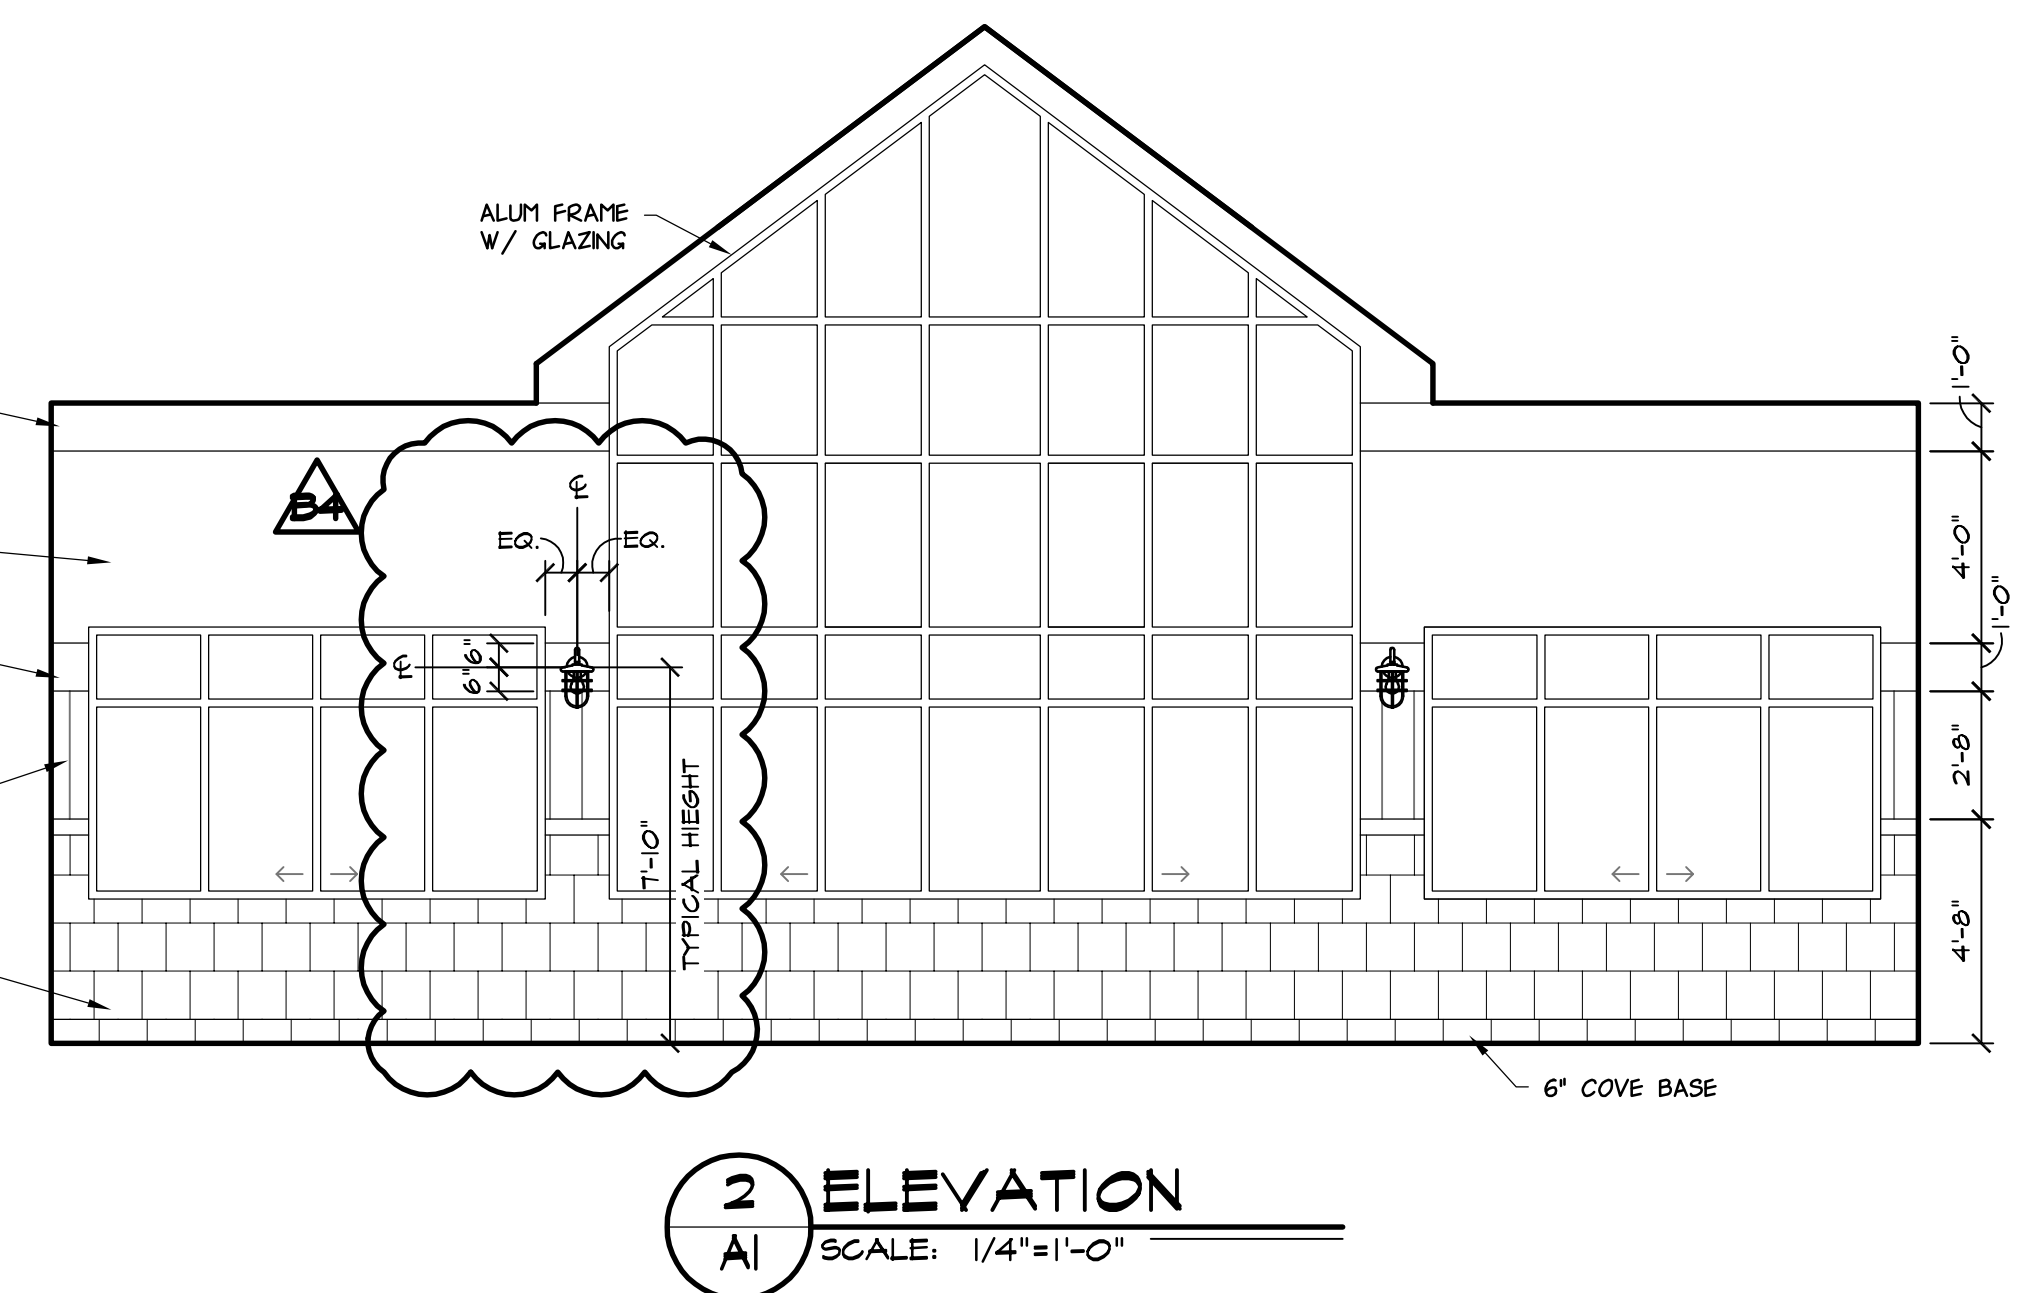 ALUM FRAME
W/ GLAZING
1'-0"
B4
℄
EQ.
EQ.
4'-0"
1'-0"
℄
6"
6"
2'-8"
7'-10"
TYPICAL HIEGHT
4'-8"
6" COVE BASE
2
A1
ELEVATION
SCALE: 1/4"=1'-0"